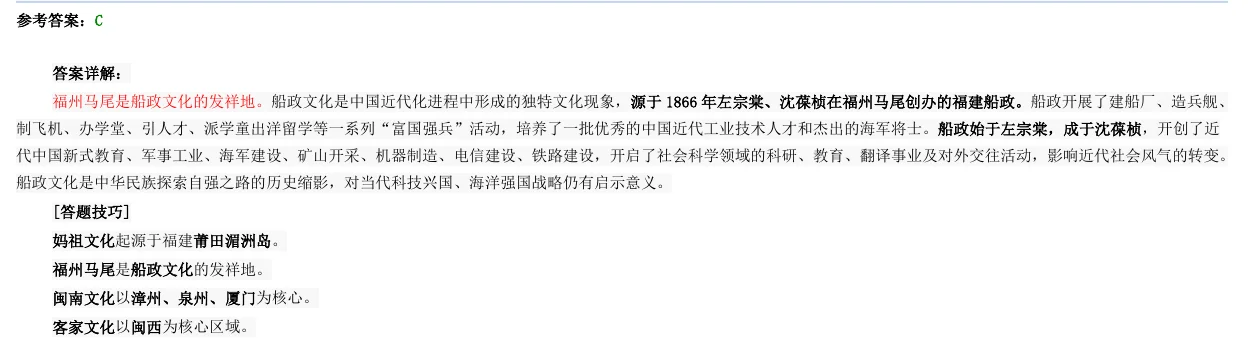 参考答案：C
答案详解：
福州马尾是船政文化的发祥地。船政文化是中国近代化进程中形成的独特文化现象，源于 1866 年左宗棠、沈葆桢在福州马尾创办的福建船政。船政开展了建船厂、造兵舰、
制飞机、办学堂、引人才、派学童出洋留学等一系列“富国强兵”活动，培养了一批优秀的中国近代工业技术人才和杰出的海军将士。船政始于左宗棠，成于沈葆桢，开创了近
代中国新式教育、军事工业、海军建设、矿山开采、机器制造、电信建设、铁路建设，开启了社会科学领域的科研、教育、翻译事业及对外交往活动，影响近代社会风气的转变。
船政文化是中华民族探索自强之路的历史缩影，对当代科技兴国、海洋强国战略仍有启示意义。
[答题技巧]
妈祖文化起源于福建莆田湄洲岛。
福州马尾是船政文化的发祥地。
闽南文化以漳州、泉州、厦门为核心。
客家文化以闽西为核心区域。